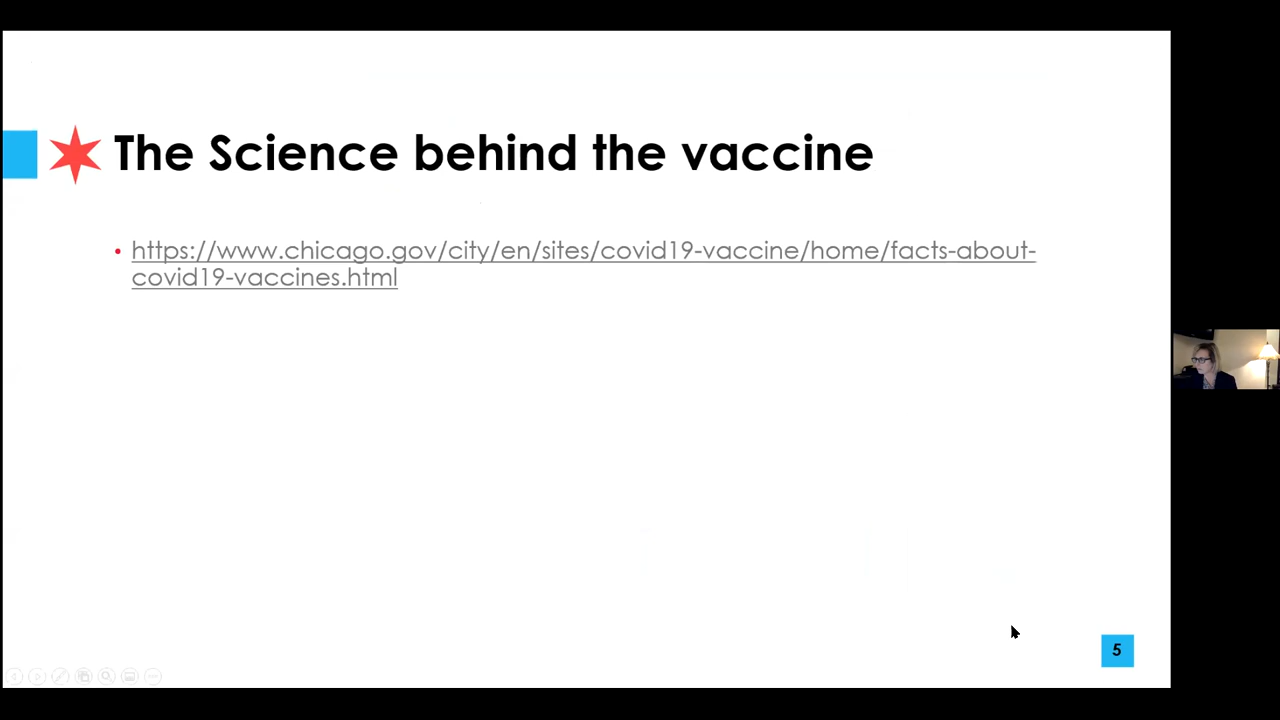 The Science behind the vaccine
https://www.chicago.gov/city/en/sites/covid19-vaccine/home/facts-about-
covid19-vaccines.html
5